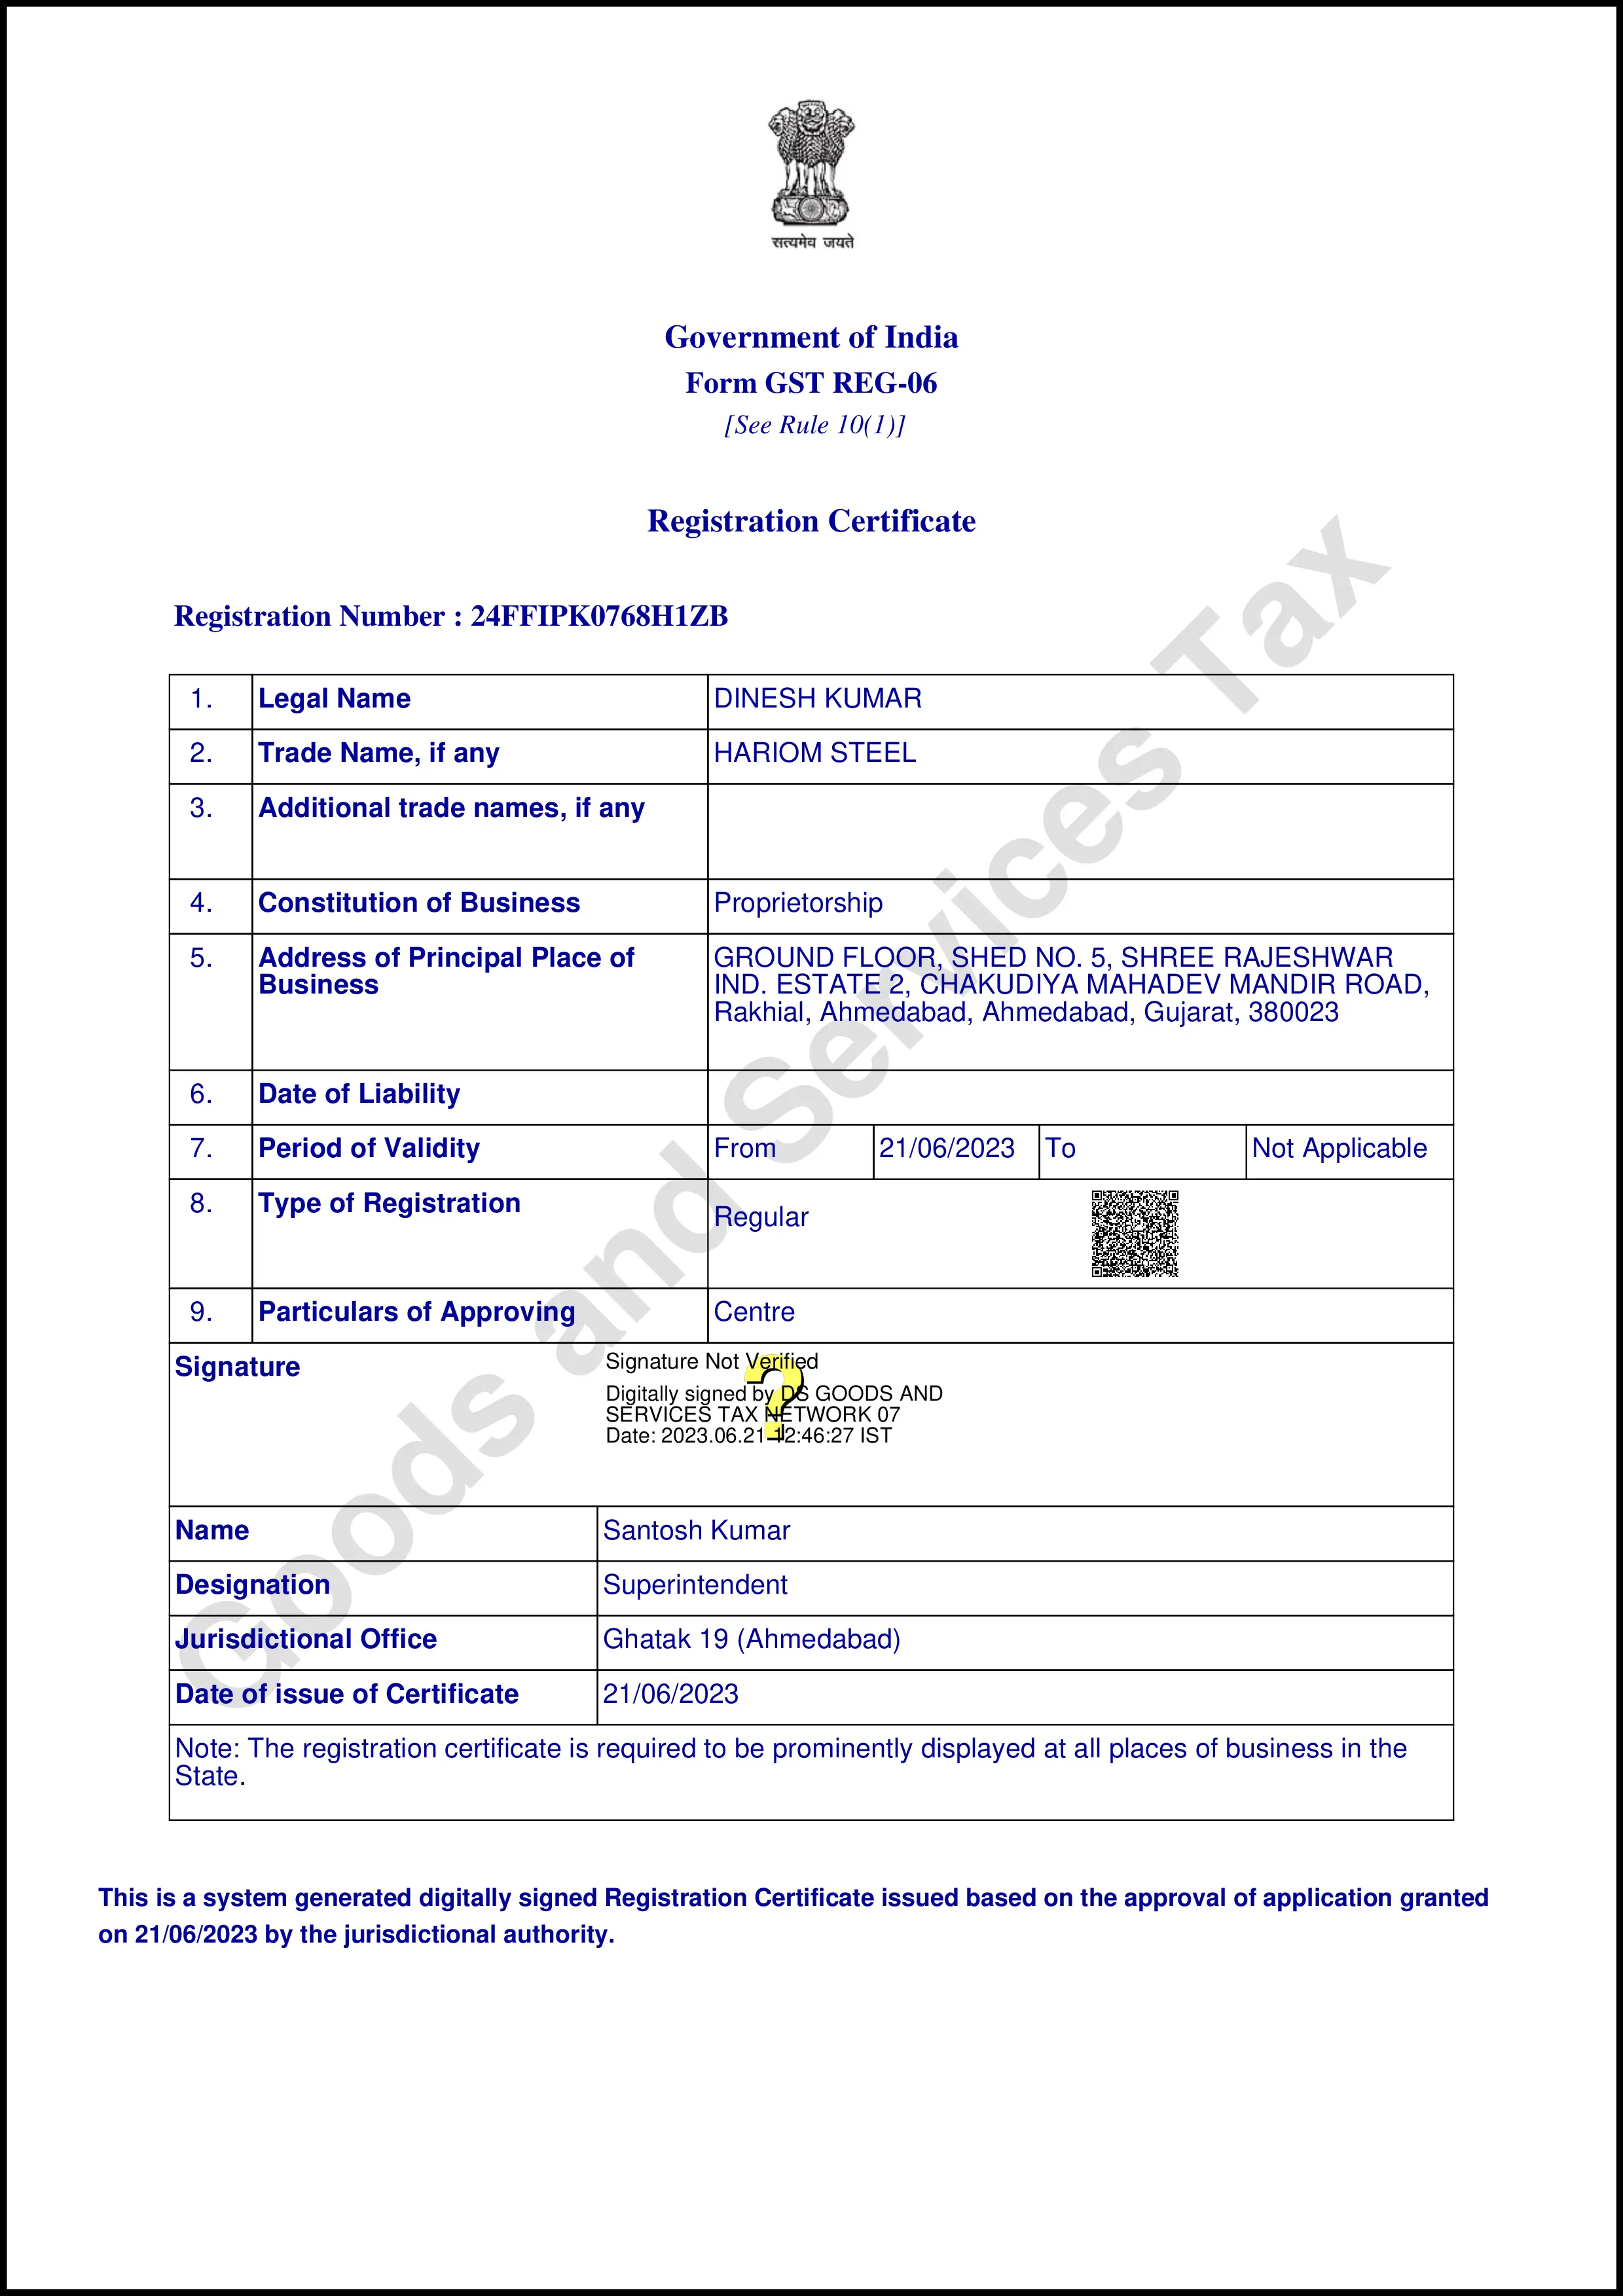 सत्यमेव जयते
Government of India
Form GST REG-06
[See Rule 10(1)]
Registration Certificate
Registration Number : 24FFIPK0768H1ZB
1. Legal Name DINESH KUMAR
2. Trade Name, if any HARIOM STEEL
3. Additional trade names, if any
4. Constitution of Business Proprietorship
5. Address of Principal Place of
Business
GROUND FLOOR, SHED NO. 5, SHREE RAJESHWAR
IND. ESTATE 2, CHAKUDIYA MAHADEV MANDIR ROAD,
Rakhial, Ahmedabad, Ahmedabad, Gujarat, 380023
6. Date of Liability
7. Period of Validity From 21/06/2023 To Not Applicable
8. Type of Registration Regular
9. Particulars of Approving Centre
Signature
Signature Not Verified
Digitally signed by DS GOODS AND
SERVICES TAX NETWORK 07
Date: 2023.06.21 12:46:27 IST
Name Santosh Kumar
Designation Superintendent
Jurisdictional Office Ghatak 19 (Ahmedabad)
Date of issue of Certificate 21/06/2023
Note: The registration certificate is required to be prominently displayed at all places of business in the
State.
This is a system generated digitally signed Registration Certificate issued based on the approval of application granted
on 21/06/2023 by the jurisdictional authority.
Goods and Services Tax